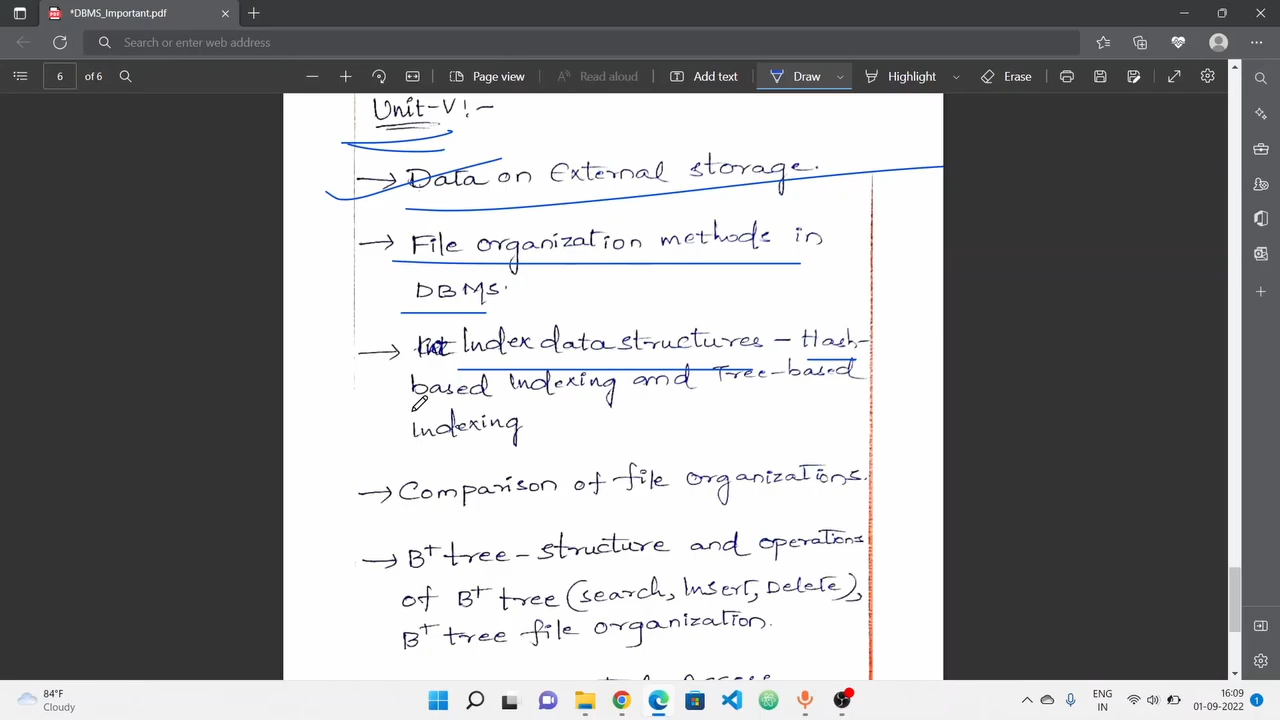 *DBMS_Important.pdf
Search or enter web address
6 of 6
Page view
Read aloud
Add text
Draw
Highlight
Erase
Unit-V:-
→ Data on External storage.
→ File organization methods in
DBMS.
→ Index data structures - Hash-
based Indexing and Tree-based
Indexing
→ Comparison of file organizations.
→ B+ tree - structure and operations
of B+ tree (search, Insert, Delete),
B+ tree file organization.
84°F
Cloudy
ENG
IN
16:09
01-09-2022
1